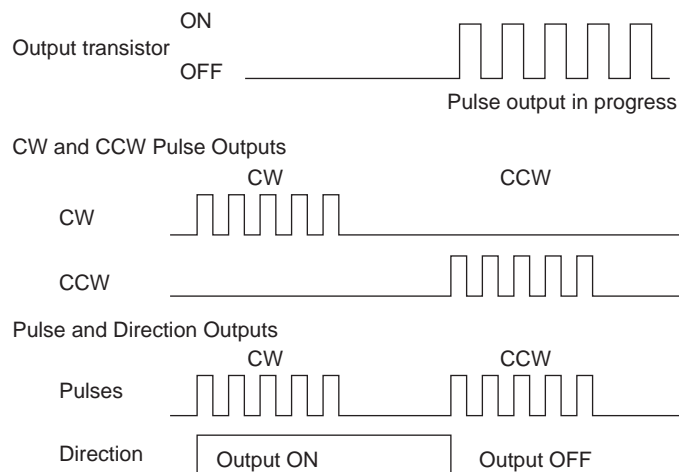 ON
Output transistor
OFF
Pulse output in progress
CW and CCW Pulse Outputs
CW CCW
CW
CCW
Pulse and Direction Outputs
CW CCW
Pulses
Direction Output ON Output OFF